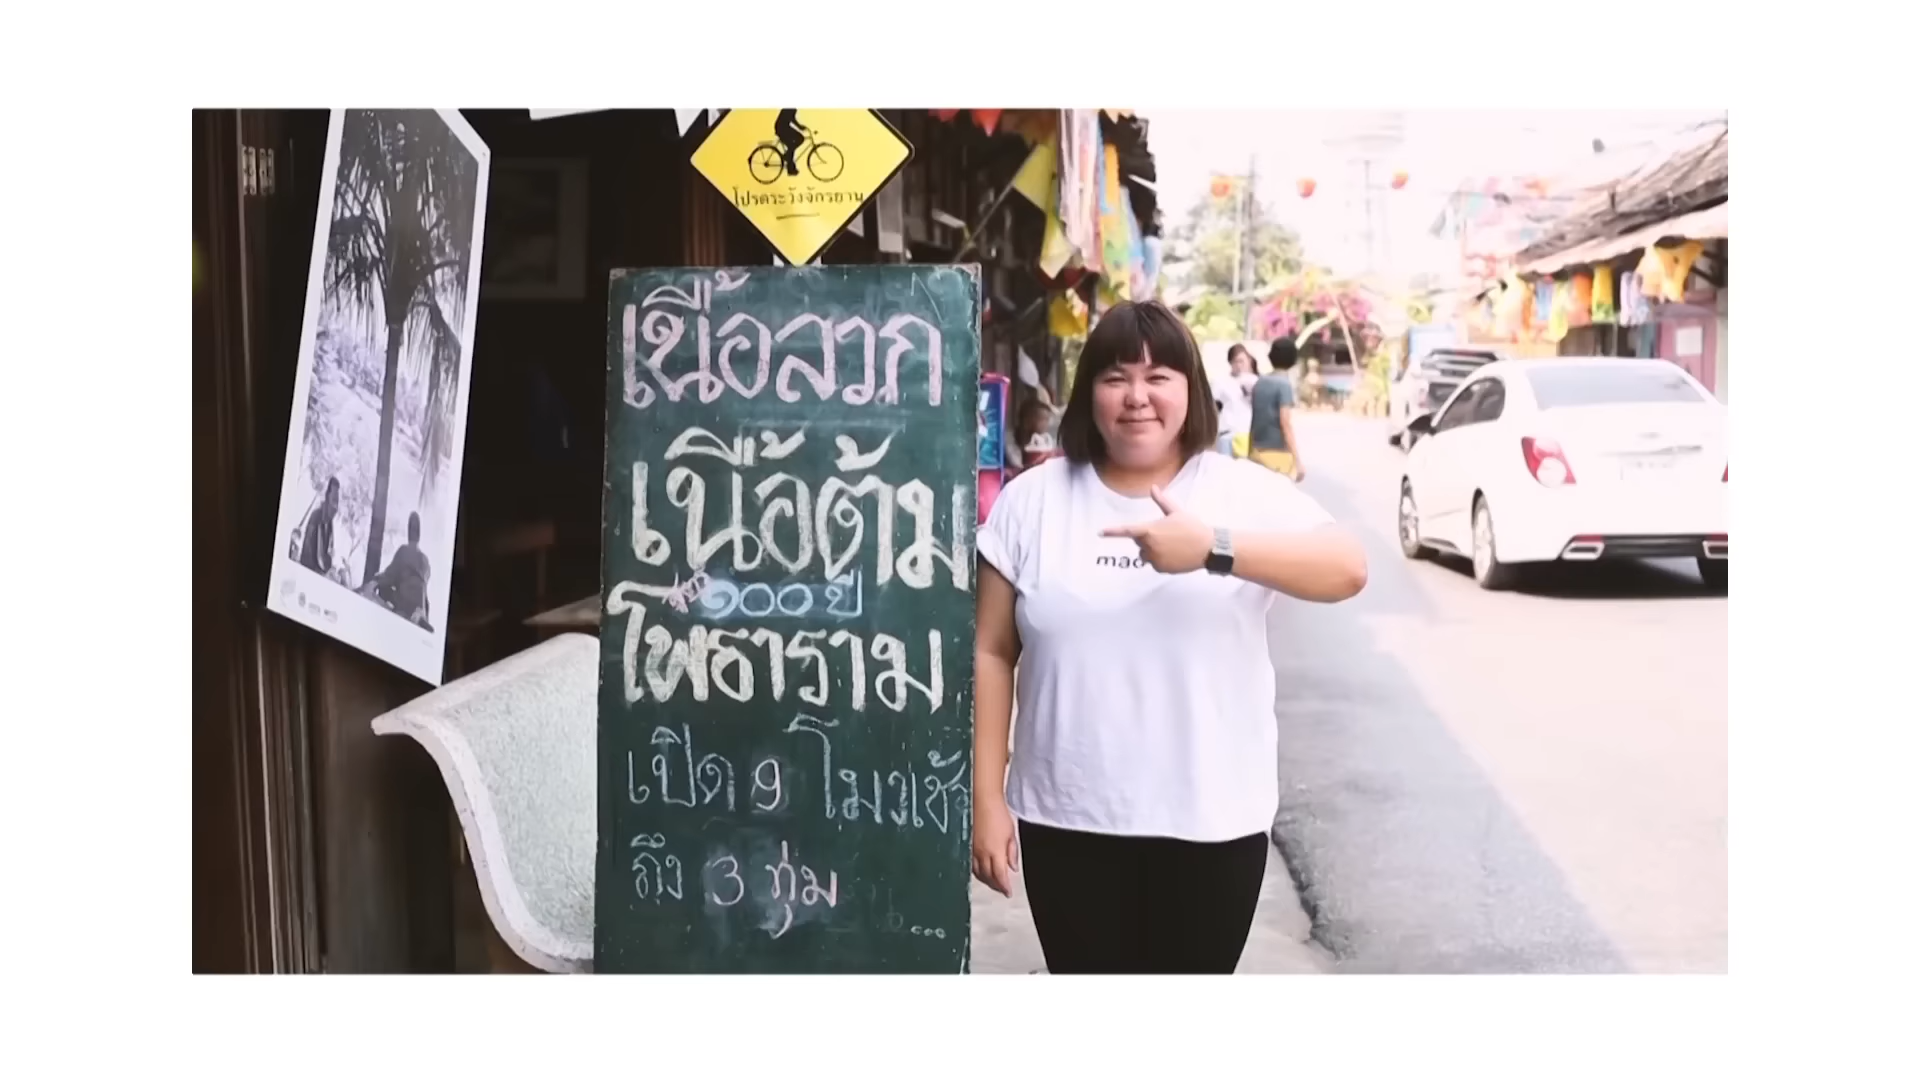 โปรดระวังจักรยาน
เนื้อลวก
เนื้อต้ม
๑๐๐ ปี
โพธาราม
เปิด 9 โมงเช้า
ถึง 3 ทุ่ม
...